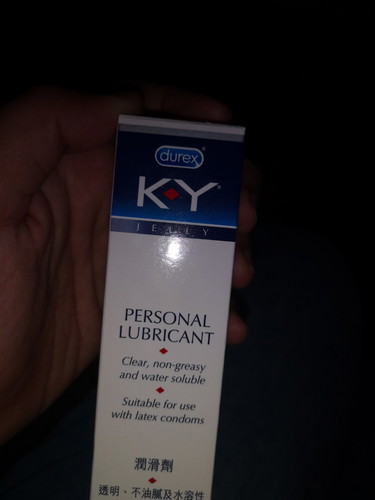 durex
K-Y
JELLY
PERSONAL
LUBRICANT
Clear, non-greasy
and water soluble
Suitable for use
with latex condoms
潤滑劑
透明、不油膩及水溶性